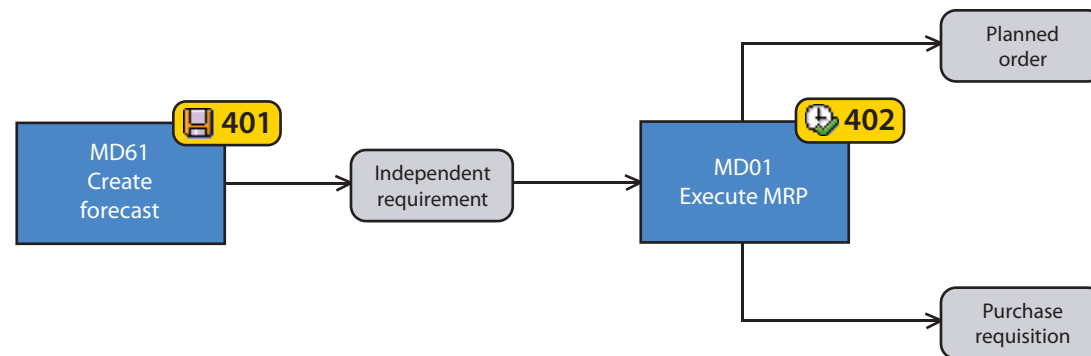 401
MD61
Create
forecast
Independent
requirement
402
MD01
Execute MRP
Planned
order
Purchase
requisition